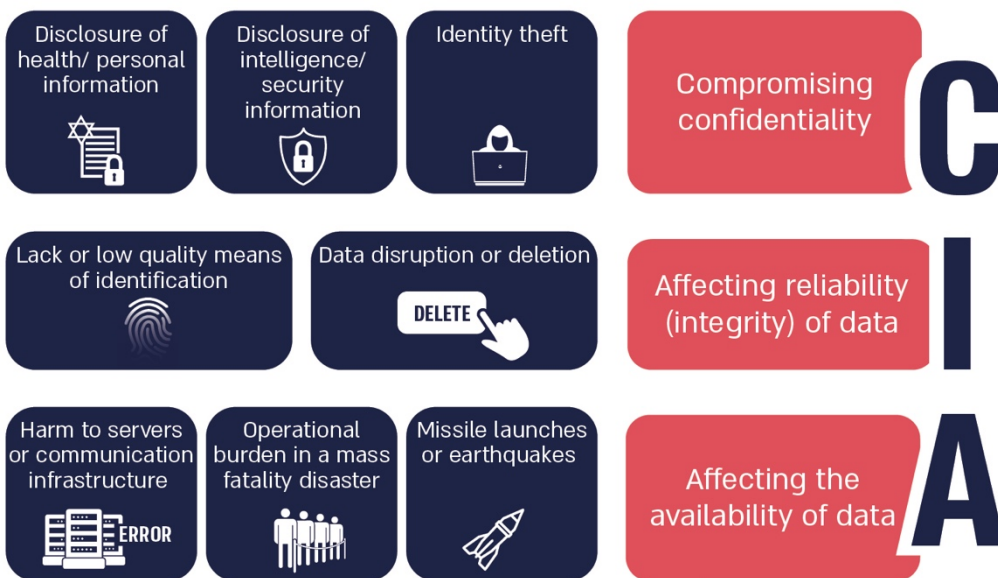 Disclosure of
health/ personal
information
Disclosure of
intelligence/
security
information
Identity theft
Compromising
confidentiality
C
Lack or low quality means
of identification
Data disruption or deletion
DELETE
Affecting reliability
(integrity) of data
I
Harm to servers
or communication
infrastructure
ERROR
Operational
burden in a mass
fatality disaster
Missile launches
or earthquakes
Affecting the
availability of data
A